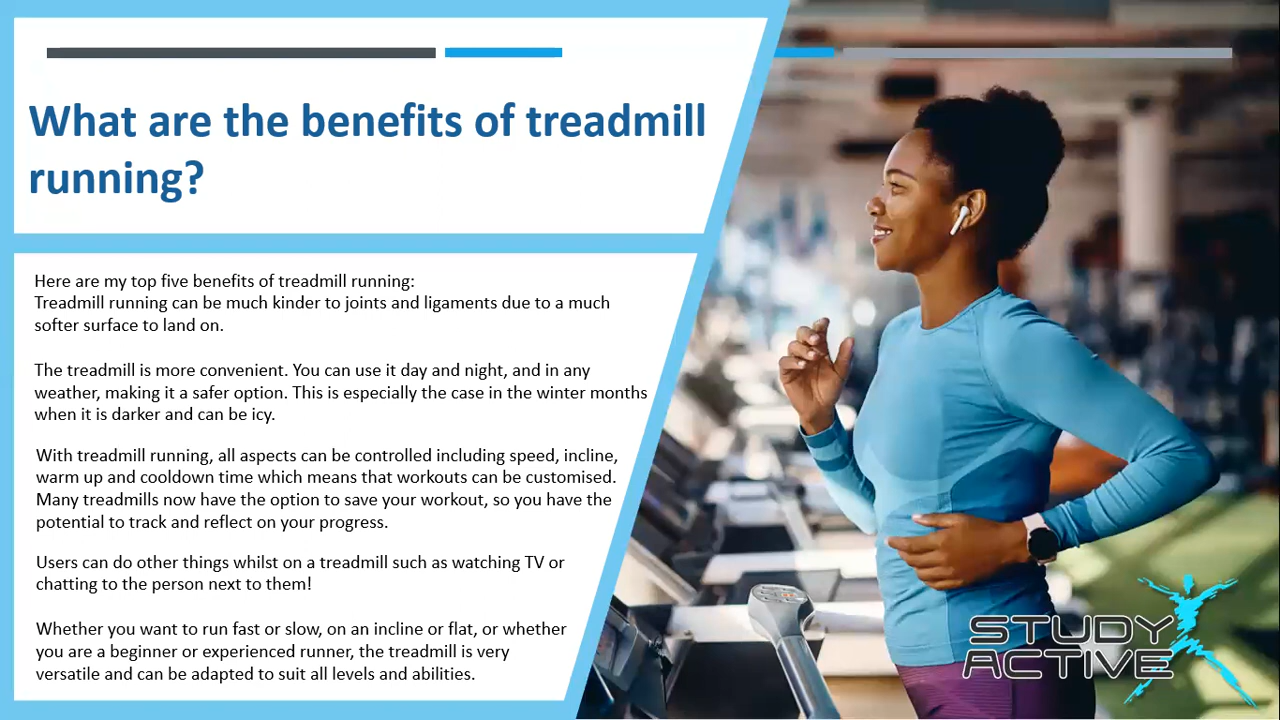 What are the benefits of treadmill
running?
Here are my top five benefits of treadmill running:
Treadmill running can be much kinder to joints and ligaments due to a much
softer surface to land on.
The treadmill is more convenient. You can use it day and night, and in any
weather, making it a safer option. This is especially the case in the winter months
when it is darker and can be icy.
With treadmill running, all aspects can be controlled including speed, incline,
warm up and cooldown time which means that workouts can be customised.
Many treadmills now have the option to save your workout, so you have the
potential to track and reflect on your progress.
Users can do other things whilst on a treadmill such as watching TV or
chatting to the person next to them!
Whether you want to run fast or slow, on an incline or flat, or whether
you are a beginner or experienced runner, the treadmill is very
versatile and can be adapted to suit all levels and abilities.
STUDY
ACTIVE